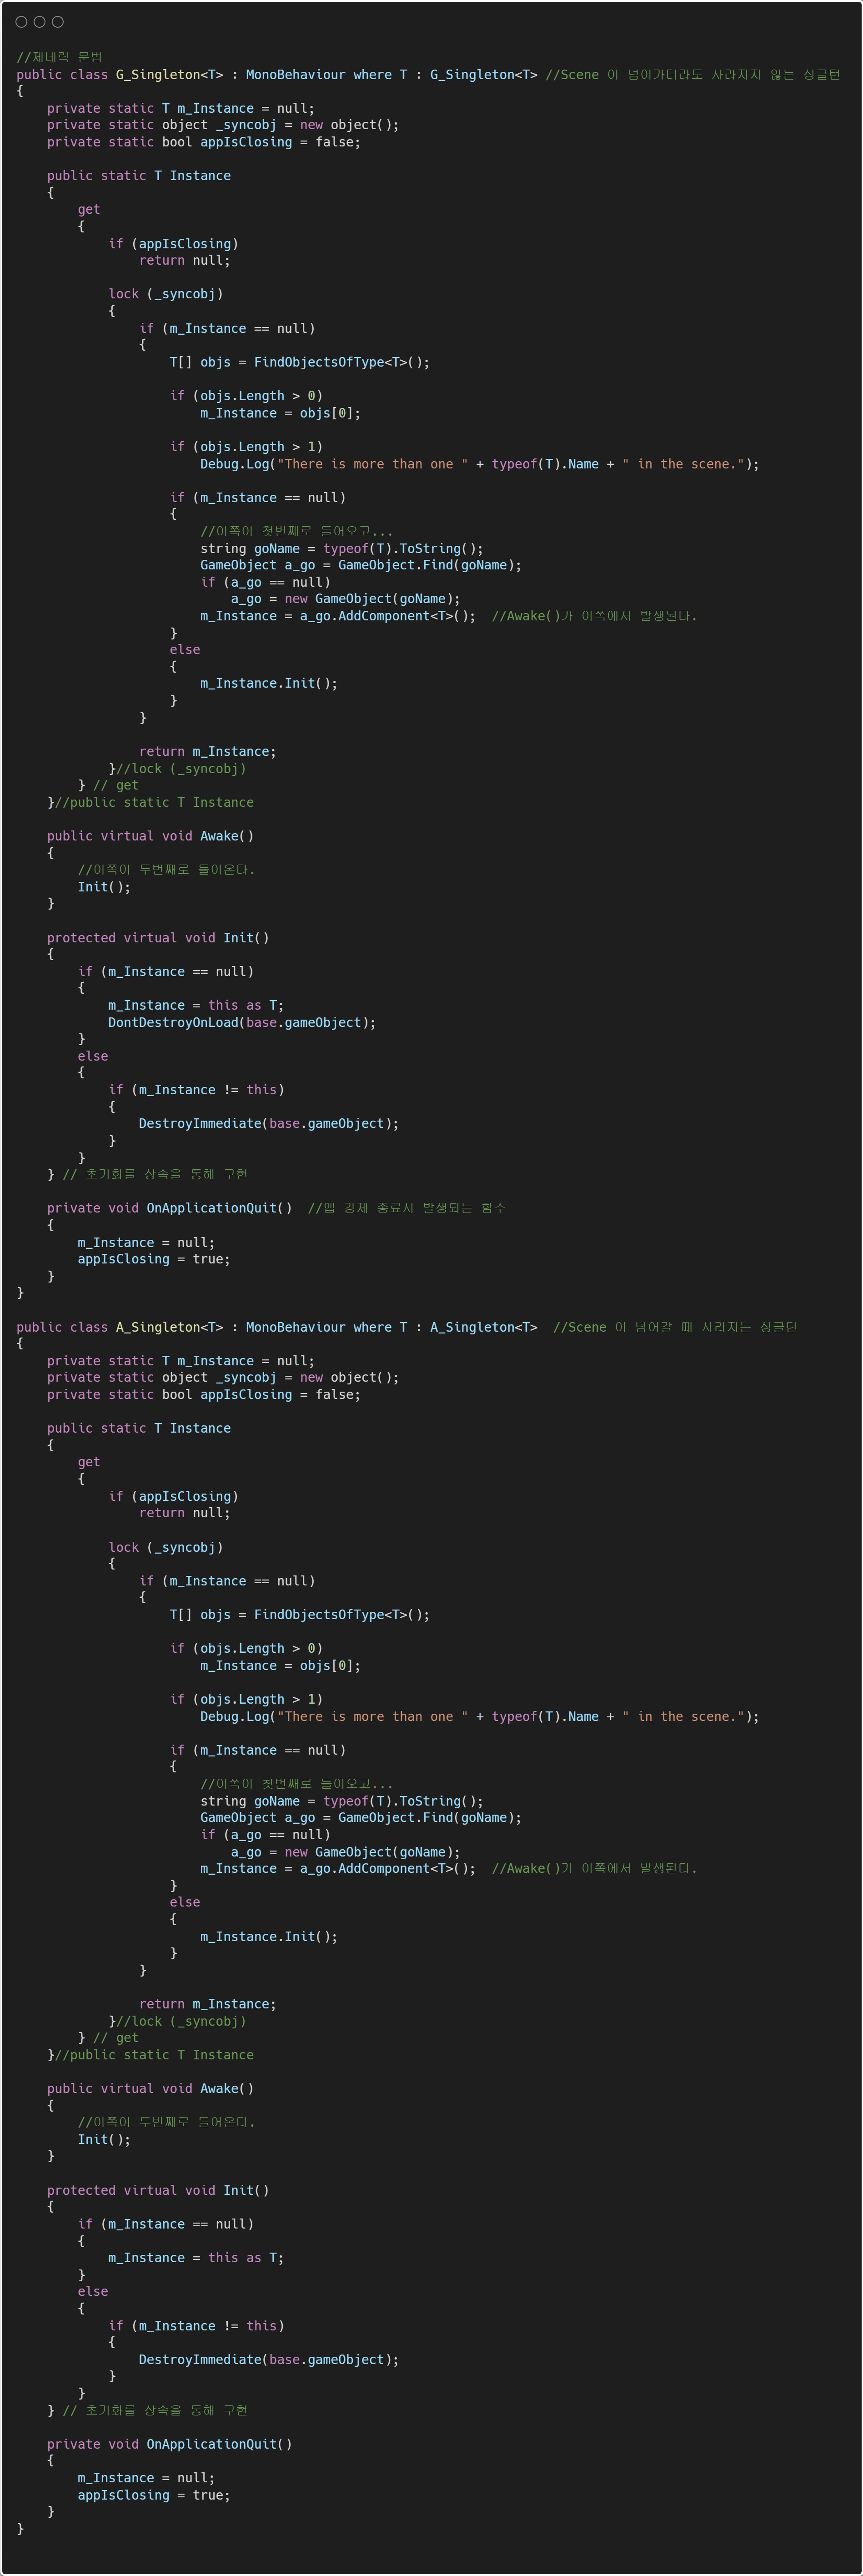 //제네릭 문법
public class G_Singleton<T> : MonoBehaviour where T : G_Singleton<T> //Scene 이 넘어가더라도 사라지지 않는 싱글턴
{
    private static T m_Instance = null;
    private static object _syncobj = new object();
    private static bool appIsClosing = false;

    public static T Instance
    {
        get
        {
            if (appIsClosing)
                return null;

            lock (_syncobj)
            {
                if (m_Instance == null)
                {
                    T[] objs = FindObjectsOfType<T>();

                    if (objs.Length > 0)
                        m_Instance = objs[0];

                    if (objs.Length > 1)
                        Debug.Log("There is more than one " + typeof(T).Name + " in the scene.");

                    if (m_Instance == null)
                    {
                        //이쪽이 첫번째로 들어오고...
                        string goName = typeof(T).ToString();
                        GameObject a_go = GameObject.Find(goName);
                        if (a_go == null)
                            a_go = new GameObject(goName);
                        m_Instance = a_go.AddComponent<T>();  //Awake()가 이쪽에서 발생된다.
                    }
                    else
                    {
                        m_Instance.Init();
                    }
                }

                return m_Instance;
            }//lock (_syncobj)
        } // get
    }//public static T Instance

    public virtual void Awake()
    {
        //이쪽이 두번째로 들어온다.
        Init();
    }

    protected virtual void Init()
    {
        if (m_Instance == null)
        {
            m_Instance = this as T;
            DontDestroyOnLoad(base.gameObject);
        }
        else
        {
            if (m_Instance != this)
            {
                DestroyImmediate(base.gameObject);
            }
        }
    } // 초기화를 상속을 통해 구현

    private void OnApplicationQuit()  //앱 강제 종료시 발생되는 함수
    {
        m_Instance = null;
        appIsClosing = true;
    }
}

public class A_Singleton<T> : MonoBehaviour where T : A_Singleton<T>  //Scene 이 넘어갈 때 사라지는 싱글턴
{
    private static T m_Instance = null;
    private static object _syncobj = new object();
    private static bool appIsClosing = false;

    public static T Instance
    {
        get
        {
            if (appIsClosing)
                return null;

            lock (_syncobj)
            {
                if (m_Instance == null)
                {
                    T[] objs = FindObjectsOfType<T>();

                    if (objs.Length > 0)
                        m_Instance = objs[0];

                    if (objs.Length > 1)
                        Debug.Log("There is more than one " + typeof(T).Name + " in the scene.");

                    if (m_Instance == null)
                    {
                        //이쪽이 첫번째로 들어오고...
                        string goName = typeof(T).ToString();
                        GameObject a_go = GameObject.Find(goName);
                        if (a_go == null)
                            a_go = new GameObject(goName);
                        m_Instance = a_go.AddComponent<T>();  //Awake()가 이쪽에서 발생된다.
                    }
                    else
                    {
                        m_Instance.Init();
                    }
                }

                return m_Instance;
            }//lock (_syncobj)
        } // get
    }//public static T Instance

    public virtual void Awake()
    {
        //이쪽이 두번째로 들어온다.
        Init();
    }

    protected virtual void Init()
    {
        if (m_Instance == null)
        {
            m_Instance = this as T;
        }
        else
        {
            if (m_Instance != this)
            {
                DestroyImmediate(base.gameObject);
            }
        }
    } // 초기화를 상속을 통해 구현

    private void OnApplicationQuit()
    {
        m_Instance = null;
        appIsClosing = true;
    }
}